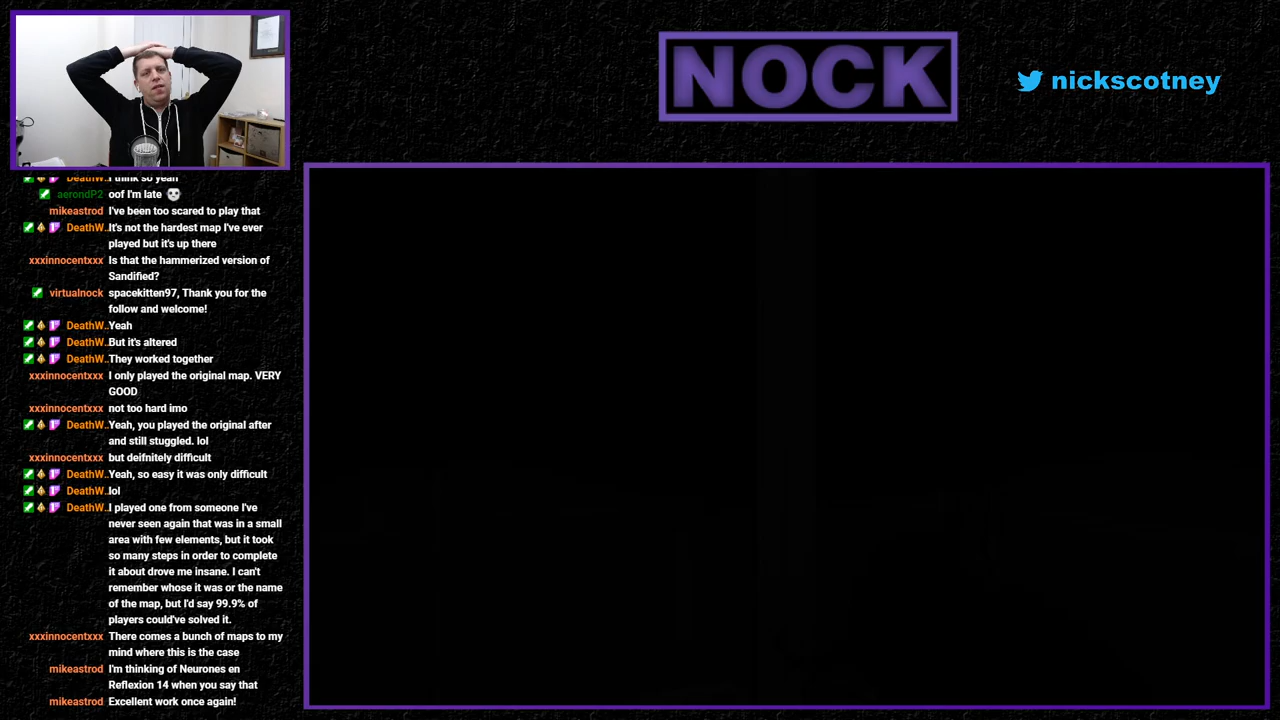 NOCK
nickscotney
DeathW..I think so yeah
aerondP2 oof I'm late
mikeastrod I've been too scared to play that
DeathW..It's not the hardest map I've ever
played but it's up there
xxxinnocentxxx Is that the hammerized version of
Sandified?
virtualnock spacekitten97, Thank you for the
follow and welcome!
DeathW..Yeah
DeathW..But it's altered
DeathW..They worked together
xxxinnocentxxx I only played the original map. VERY
GOOD
xxxinnocentxxx not too hard imo
DeathW..Yeah, you played the original after
and still stuggled. lol
xxxinnocentxxx but deifnitely difficult
DeathW..Yeah, so easy it was only difficult
DeathW..lol
DeathW..I played one from someone I've
never seen again that was in a small
area with few elements, but it took
so many steps in order to complete
it about drove me insane. I can't
remember whose it was or the name
of the map, but I'd say 99.9% of
players could've solved it.
xxxinnocentxxx There comes a bunch of maps to my
mind where this is the case
mikeastrod I'm thinking of Neurones en
Reflexion 14 when you say that
mikeastrod Excellent work once again!